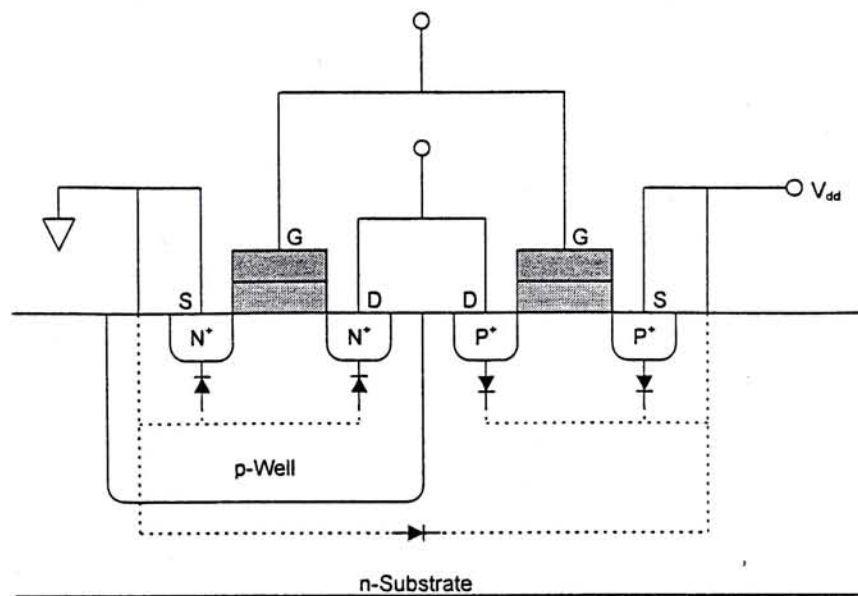 V_dd
G G
S D D S
N⁺ N⁺ P⁺ P⁺
p-Well
n-Substrate